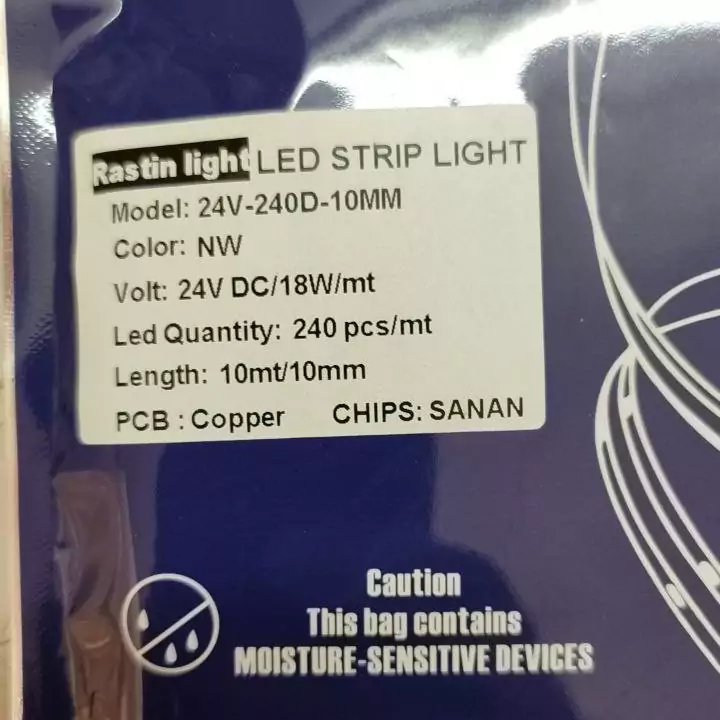 Rastin light LED STRIP LIGHT
Model: 24V-240D-10MM
Color: NW
Volt: 24V DC/18W/mt
Led Quantity: 240 pcs/mt
Length: 10mt/10mm
PCB : Copper CHIPS: SANAN
Caution
This bag contains
MOISTURE-SENSITIVE DEVICES